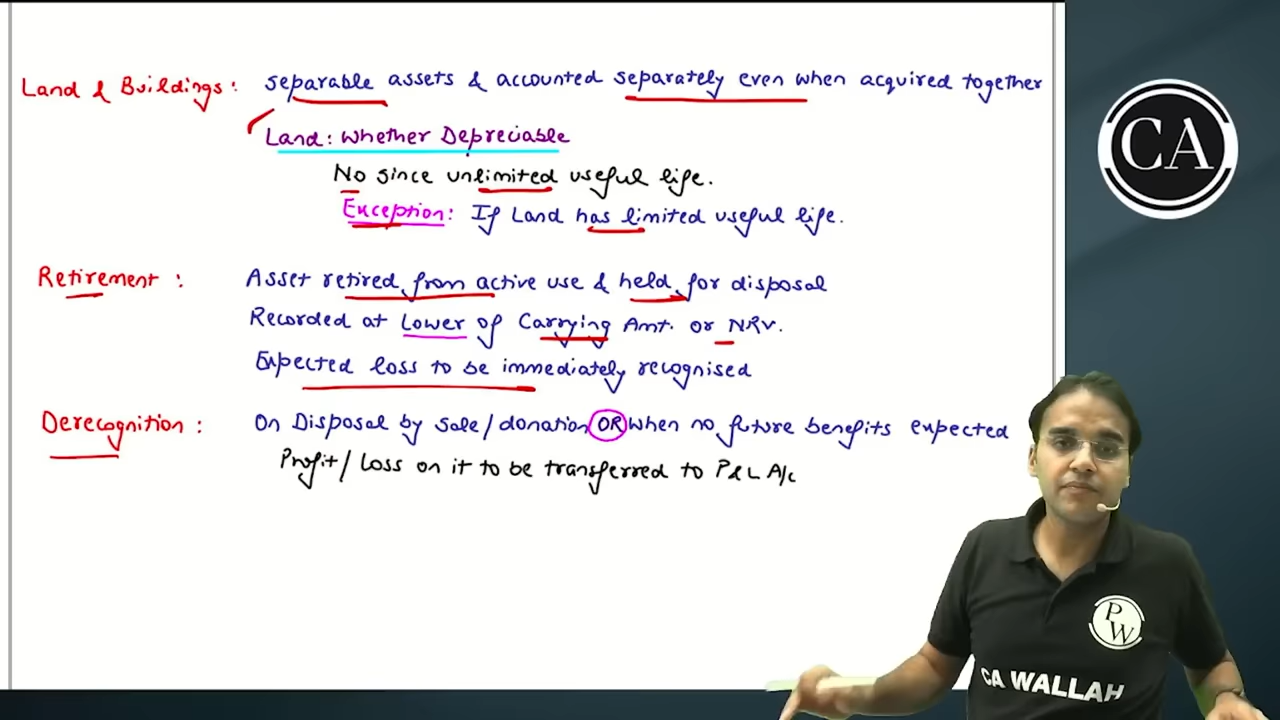 Land & Buildings: separable assets & accounted separately even when acquired together
Land: Whether Depreciable
No since unlimited useful life.
Exception: If Land has limited useful life.
Retirement: Asset retired from active use & held for disposal
Recorded at Lower of Carrying Amt. or NRV.
Expected loss to be immediately recognised
Derecognition: On Disposal by sale/donation OR When no future benefits expected
Profit/Loss on it to be transferred to P&L A/c
CA
P
W
CA WALLAH